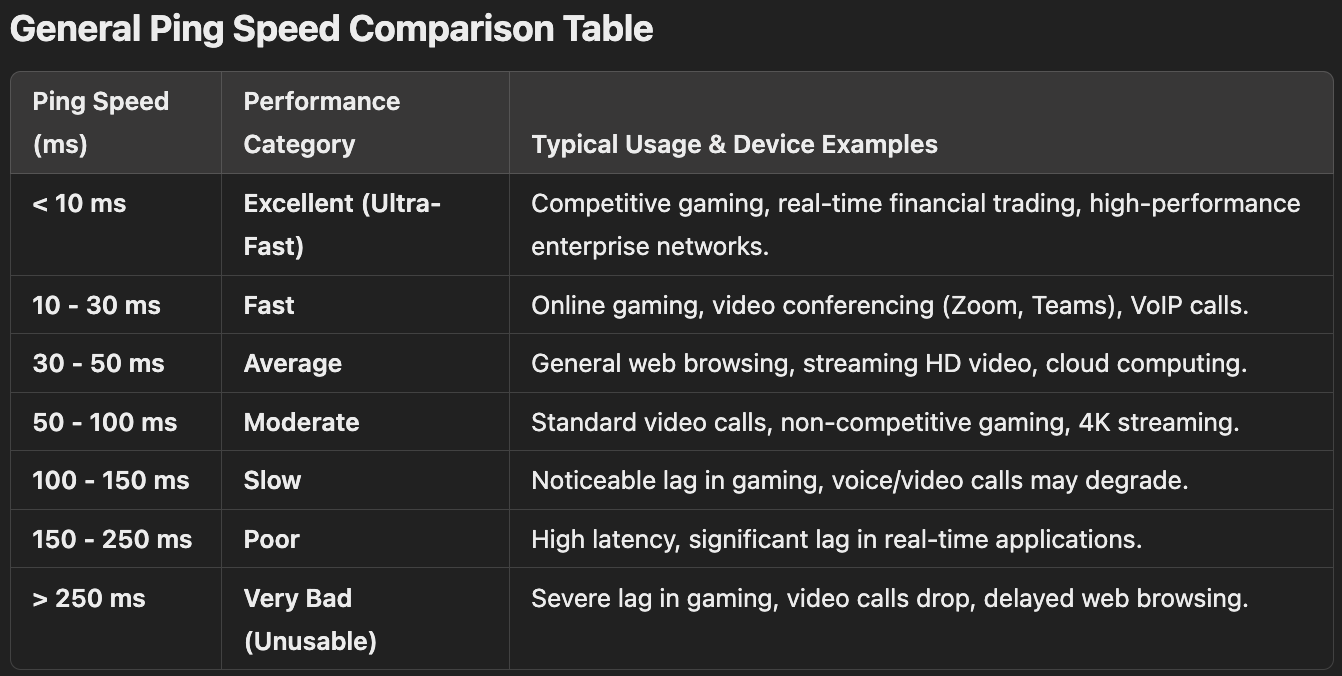 General Ping Speed Comparison Table
Ping Speed
(ms)
Performance
Category
Typical Usage & Device Examples
< 10 ms
Excellent (Ultra-
Fast)
Competitive gaming, real-time financial trading, high-performance
enterprise networks.
10 - 30 ms
Fast
Online gaming, video conferencing (Zoom, Teams), VoIP calls.
30 - 50 ms
Average
General web browsing, streaming HD video, cloud computing.
50 - 100 ms
Moderate
Standard video calls, non-competitive gaming, 4K streaming.
100 - 150 ms
Slow
Noticeable lag in gaming, voice/video calls may degrade.
150 - 250 ms
Poor
High latency, significant lag in real-time applications.
> 250 ms
Very Bad
(Unusable)
Severe lag in gaming, video calls drop, delayed web browsing.